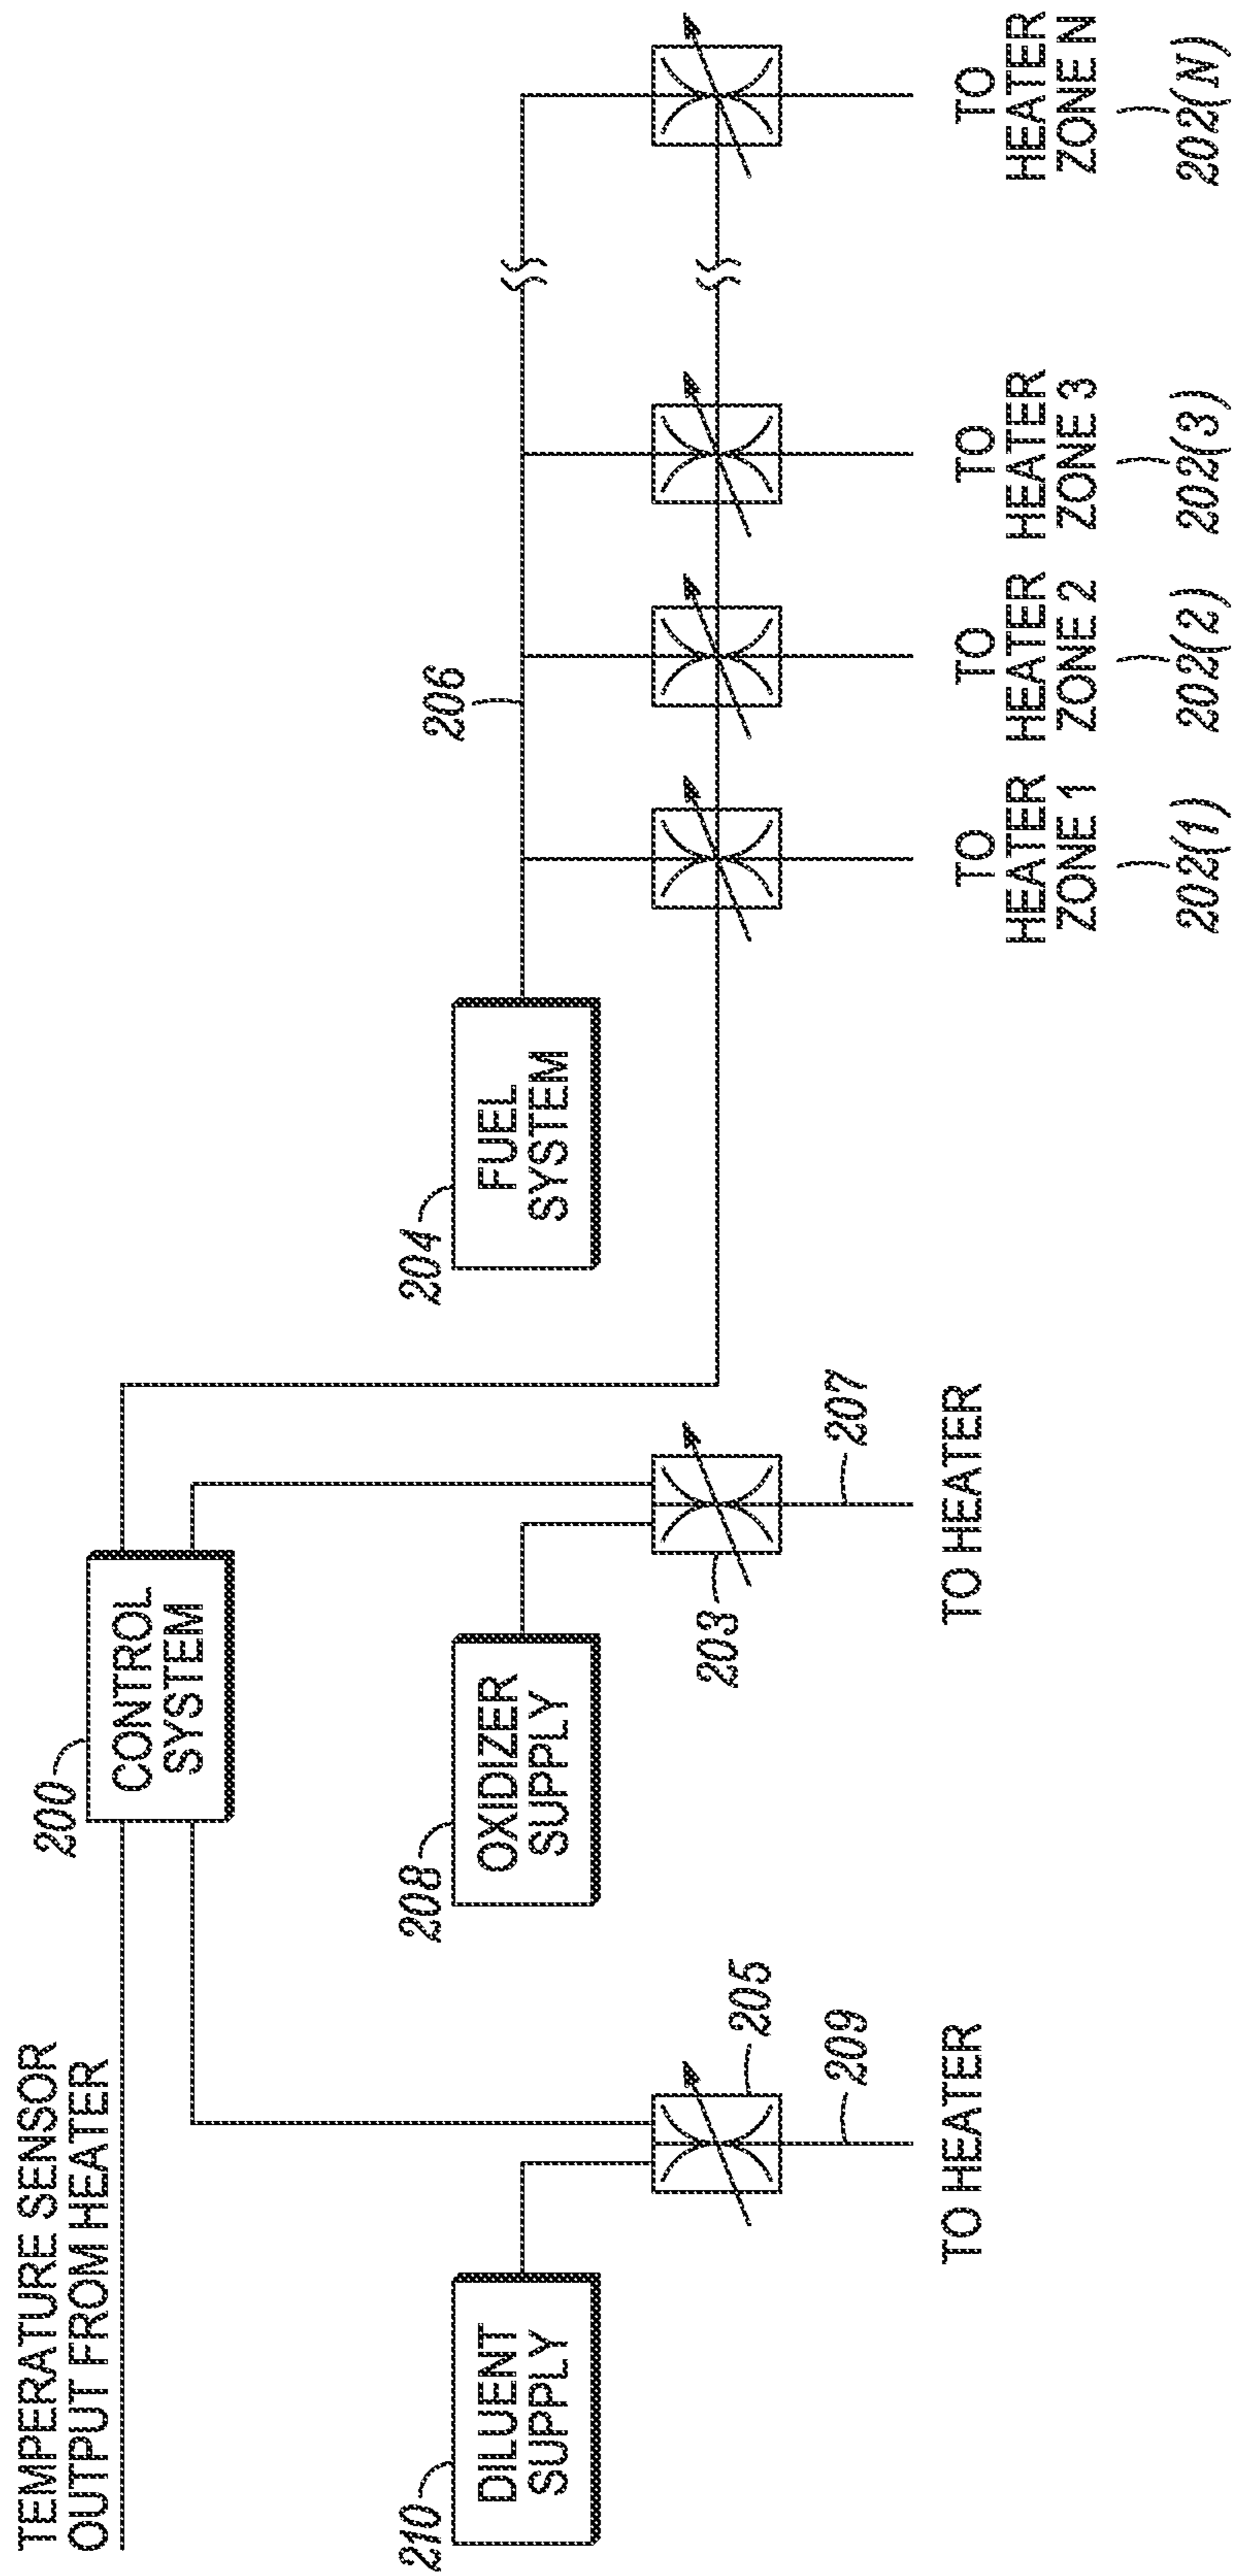 TEMPERATURE SENSOR
OUTPUT FROM HEATER
200
CONTROL
SYSTEM
210
DILUENT
SUPPLY
208
OXIDIZER
SUPPLY
204
FUEL
SYSTEM
206
205
209
TO HEATER
203
207
TO HEATER
TO
HEATER
ZONE 1
202(1)
TO
HEATER
ZONE 2
202(2)
TO
HEATER
ZONE 3
202(3)
TO
HEATER
ZONE N
202(N)